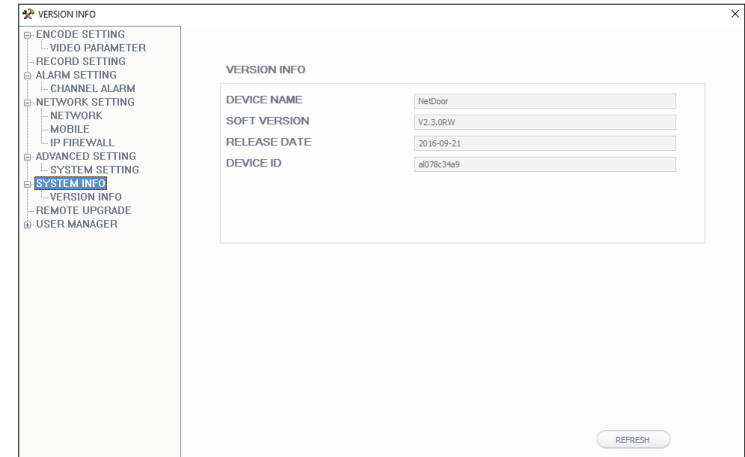 VERSION INFO
ENCODE SETTING
VIDEO PARAMETER
RECORD SETTING
ALARM SETTING
CHANNEL ALARM
NETWORK SETTING
NETWORK
MOBILE
IP FIREWALL
ADVANCED SETTING
SYSTEM SETTING
SYSTEM INFO
VERSION INFO
REMOTE UPGRADE
USER MANAGER
VERSION INFO
DEVICE NAME NetDoor
SOFT VERSION V2.3.0RW
RELEASE DATE 2016-09-21
DEVICE ID al078c34a9
REFRESH